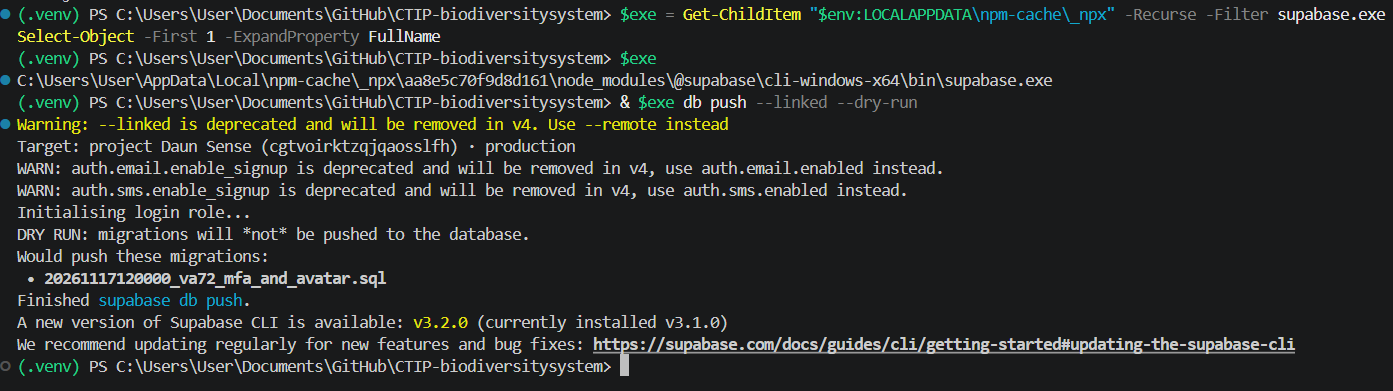 (.venv) PS C:\Users\User\Documents\GitHub\CTIP-biodiversitysystem> $exe = Get-ChildItem "$env:LOCALAPPDATA\npm-cache\_npx" -Recurse -Filter supabase.exe
Select-Object -First 1 -ExpandProperty FullName
(.venv) PS C:\Users\User\Documents\GitHub\CTIP-biodiversitysystem> $exe
C:\Users\User\AppData\Local\npm-cache\_npx\aa8e5c70f9d8d161\node_modules\@supabase\cli-windows-x64\bin\supabase.exe
(.venv) PS C:\Users\User\Documents\GitHub\CTIP-biodiversitysystem> & $exe db push --linked --dry-run
Warning: --linked is deprecated and will be removed in v4. Use --remote instead
Target: project Daun Sense (cgtvoirktzqjqaosslfh) · production
WARN: auth.email.enable_signup is deprecated and will be removed in v4, use auth.email.enabled instead.
WARN: auth.sms.enable_signup is deprecated and will be removed in v4, use auth.sms.enabled instead.
Initialising login role...
DRY RUN: migrations will *not* be pushed to the database.
Would push these migrations:
• 20261117120000_va72_mfa_and_avatar.sql
Finished supabase db push.
A new version of Supabase CLI is available: v3.2.0 (currently installed v3.1.0)
We recommend updating regularly for new features and bug fixes: https://supabase.com/docs/guides/cli/getting-started#updating-the-supabase-cli
(.venv) PS C:\Users\User\Documents\GitHub\CTIP-biodiversitysystem>